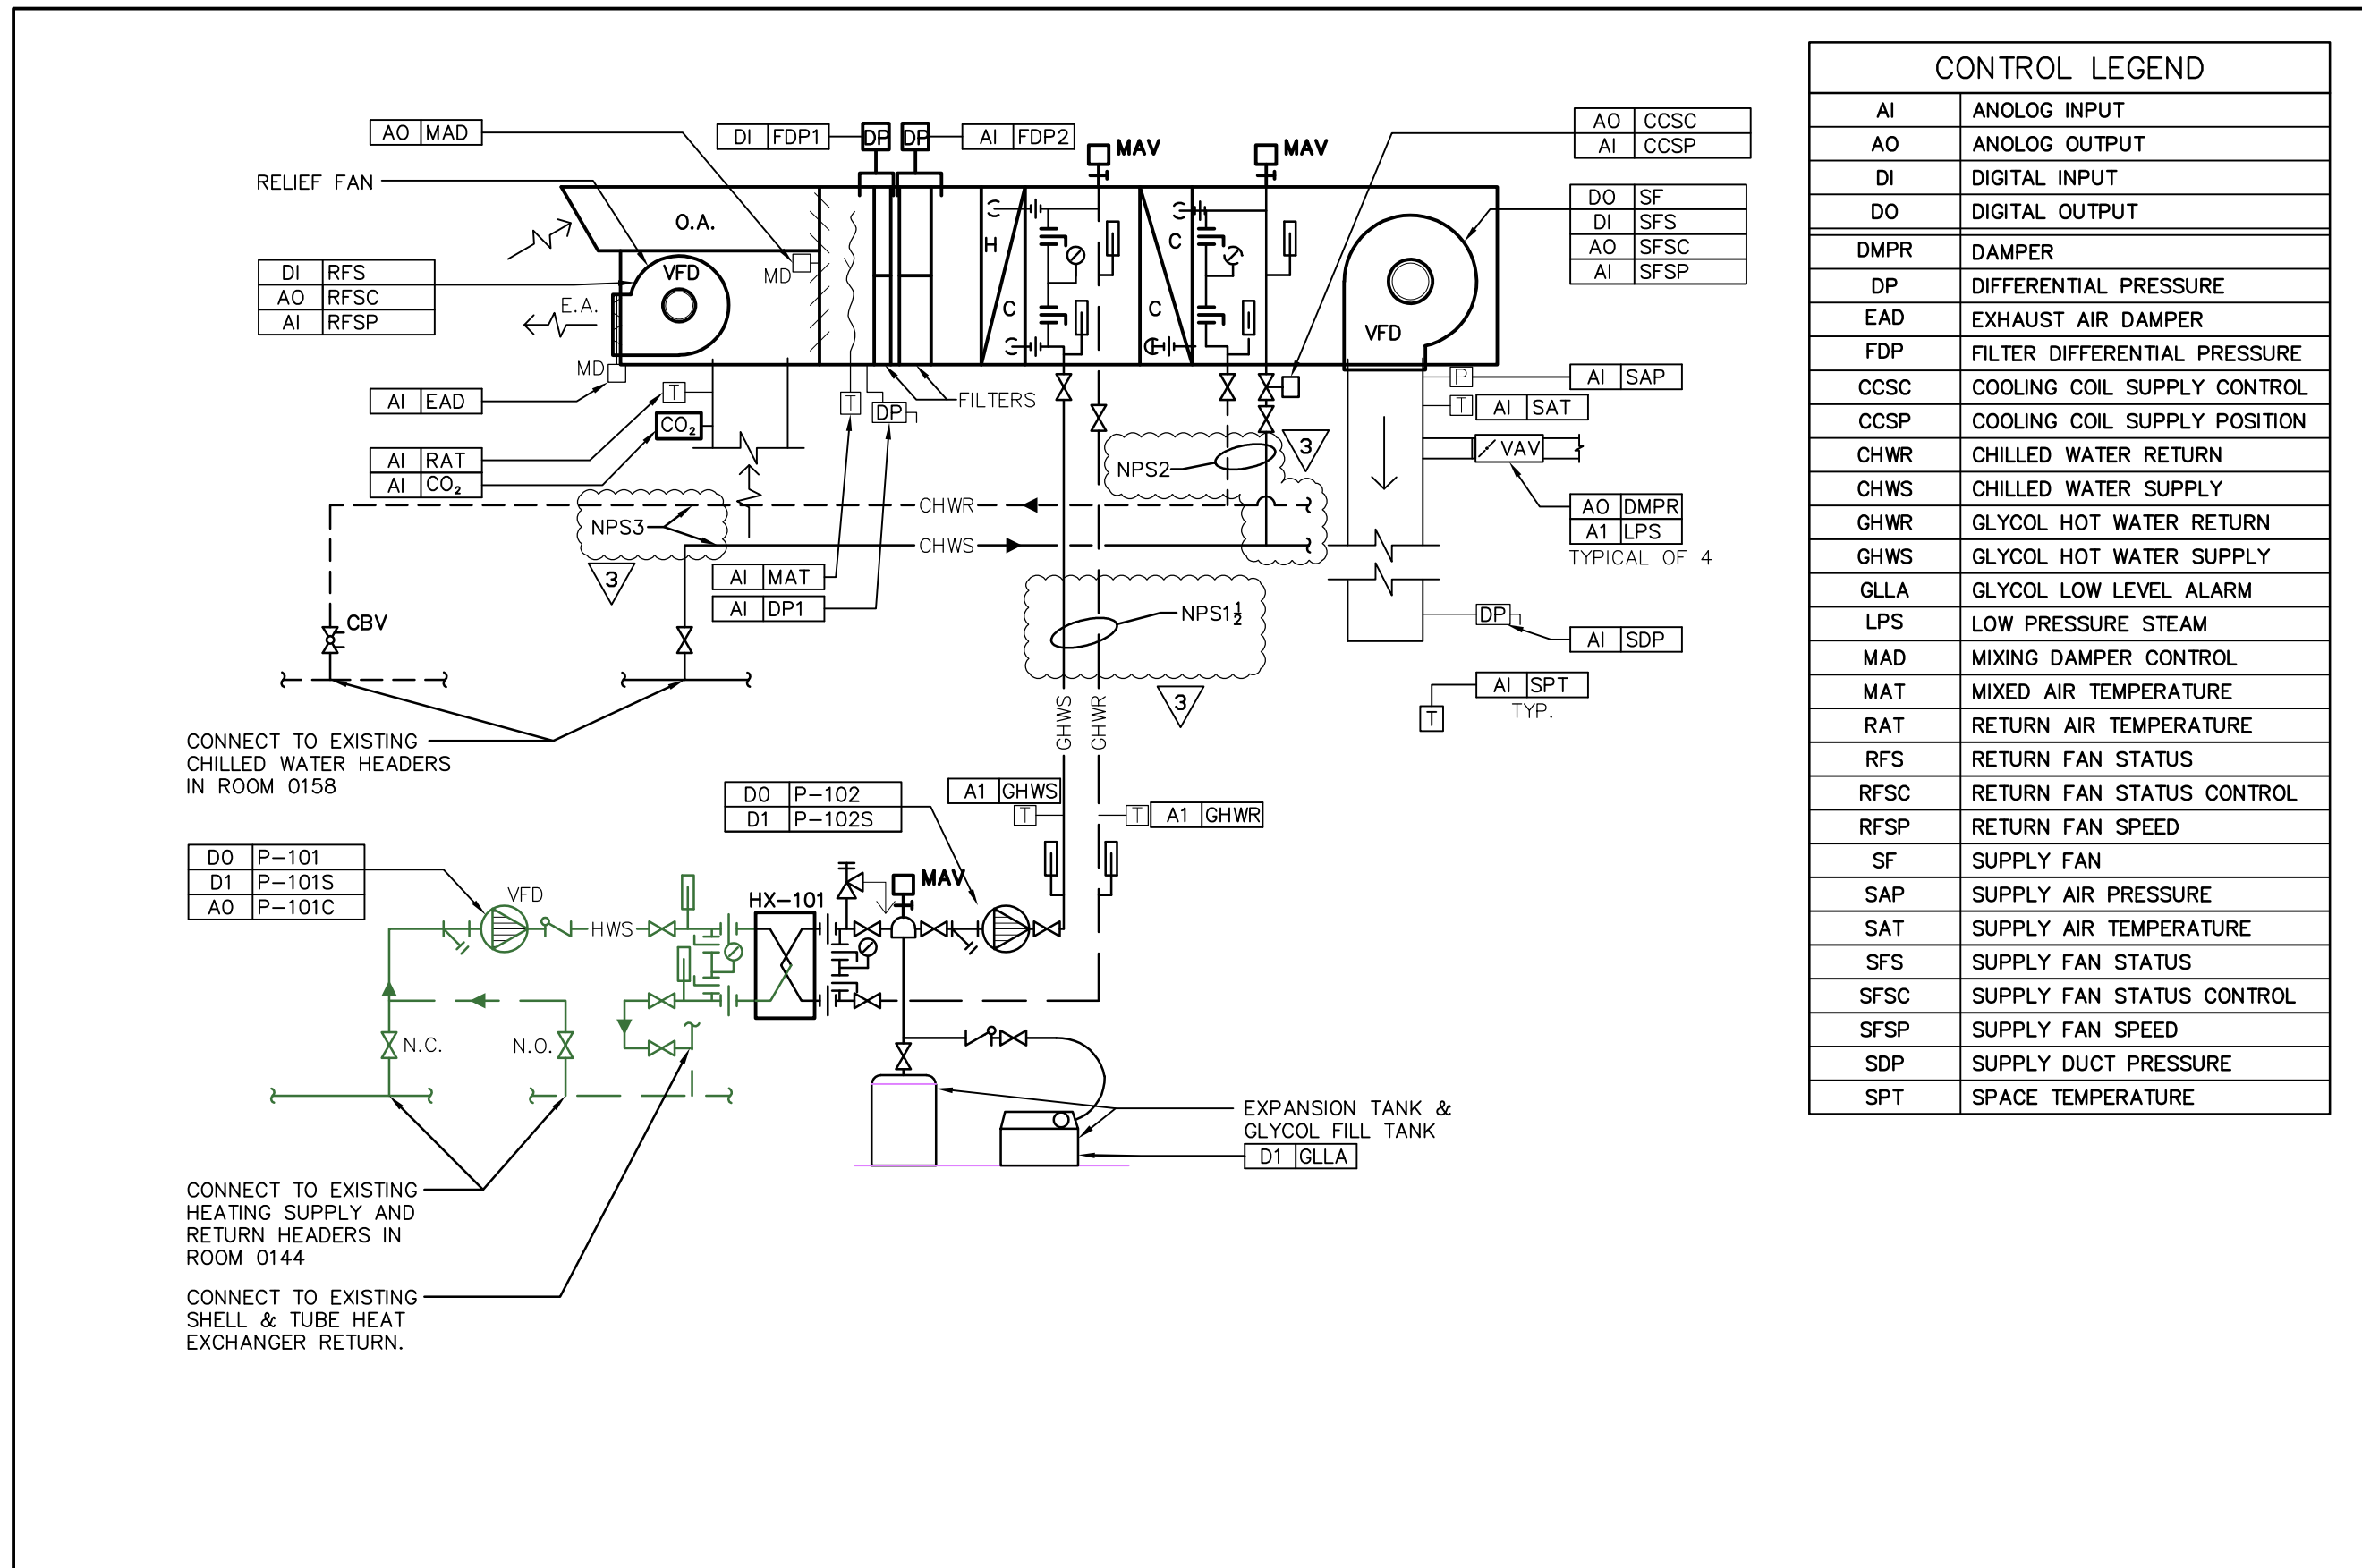 AO MAD
DI FDP1
DP
DP
AI FDP2
MAV
MAV
AO CCSC
AI CCSP
RELIEF FAN
O.A.
DO SF
DI SFS
AO SFSC
AI SFSP
DI RFS
AO RFSC
AI RFSP
VFD
MD
E.A.
H
C
C
C
VFD
MD
AI EAD
T
CO₂
AI RAT
AI CO₂
T
DP
FILTERS
P
AI SAP
T
AI SAT
VAV
AO DMPR
A1 LPS
TYPICAL OF 4
NPS2
3
CHWR
NPS3
CHWS
3
AI MAT
AI DP1
NPS1½
3
DP
AI SDP
AI SPT
TYP.
T
CBV
GHWS
GHWR
CONNECT TO EXISTING
CHILLED WATER HEADERS
IN ROOM 0158
D0 P-102
D1 P-102S
A1 GHWS
T
T
A1 GHWR
D0 P-101
D1 P-101S
A0 P-101C
VFD
HWS
HX-101
MAV
N.C.
N.O.
EXPANSION TANK &
GLYCOL FILL TANK
D1 GLLA
CONNECT TO EXISTING
HEATING SUPPLY AND
RETURN HEADERS IN
ROOM 0144
CONNECT TO EXISTING
SHELL & TUBE HEAT
EXCHANGER RETURN.
CONTROL LEGEND
AI ANOLOG INPUT
AO ANOLOG OUTPUT
DI DIGITAL INPUT
DO DIGITAL OUTPUT
DMPR DAMPER
DP DIFFERENTIAL PRESSURE
EAD EXHAUST AIR DAMPER
FDP FILTER DIFFERENTIAL PRESSURE
CCSC COOLING COIL SUPPLY CONTROL
CCSP COOLING COIL SUPPLY POSITION
CHWR CHILLED WATER RETURN
CHWS CHILLED WATER SUPPLY
GHWR GLYCOL HOT WATER RETURN
GHWS GLYCOL HOT WATER SUPPLY
GLLA GLYCOL LOW LEVEL ALARM
LPS LOW PRESSURE STEAM
MAD MIXING DAMPER CONTROL
MAT MIXED AIR TEMPERATURE
RAT RETURN AIR TEMPERATURE
RFS RETURN FAN STATUS
RFSC RETURN FAN STATUS CONTROL
RFSP RETURN FAN SPEED
SF SUPPLY FAN
SAP SUPPLY AIR PRESSURE
SAT SUPPLY AIR TEMPERATURE
SFS SUPPLY FAN STATUS
SFSC SUPPLY FAN STATUS CONTROL
SFSP SUPPLY FAN SPEED
SDP SUPPLY DUCT PRESSURE
SPT SPACE TEMPERATURE